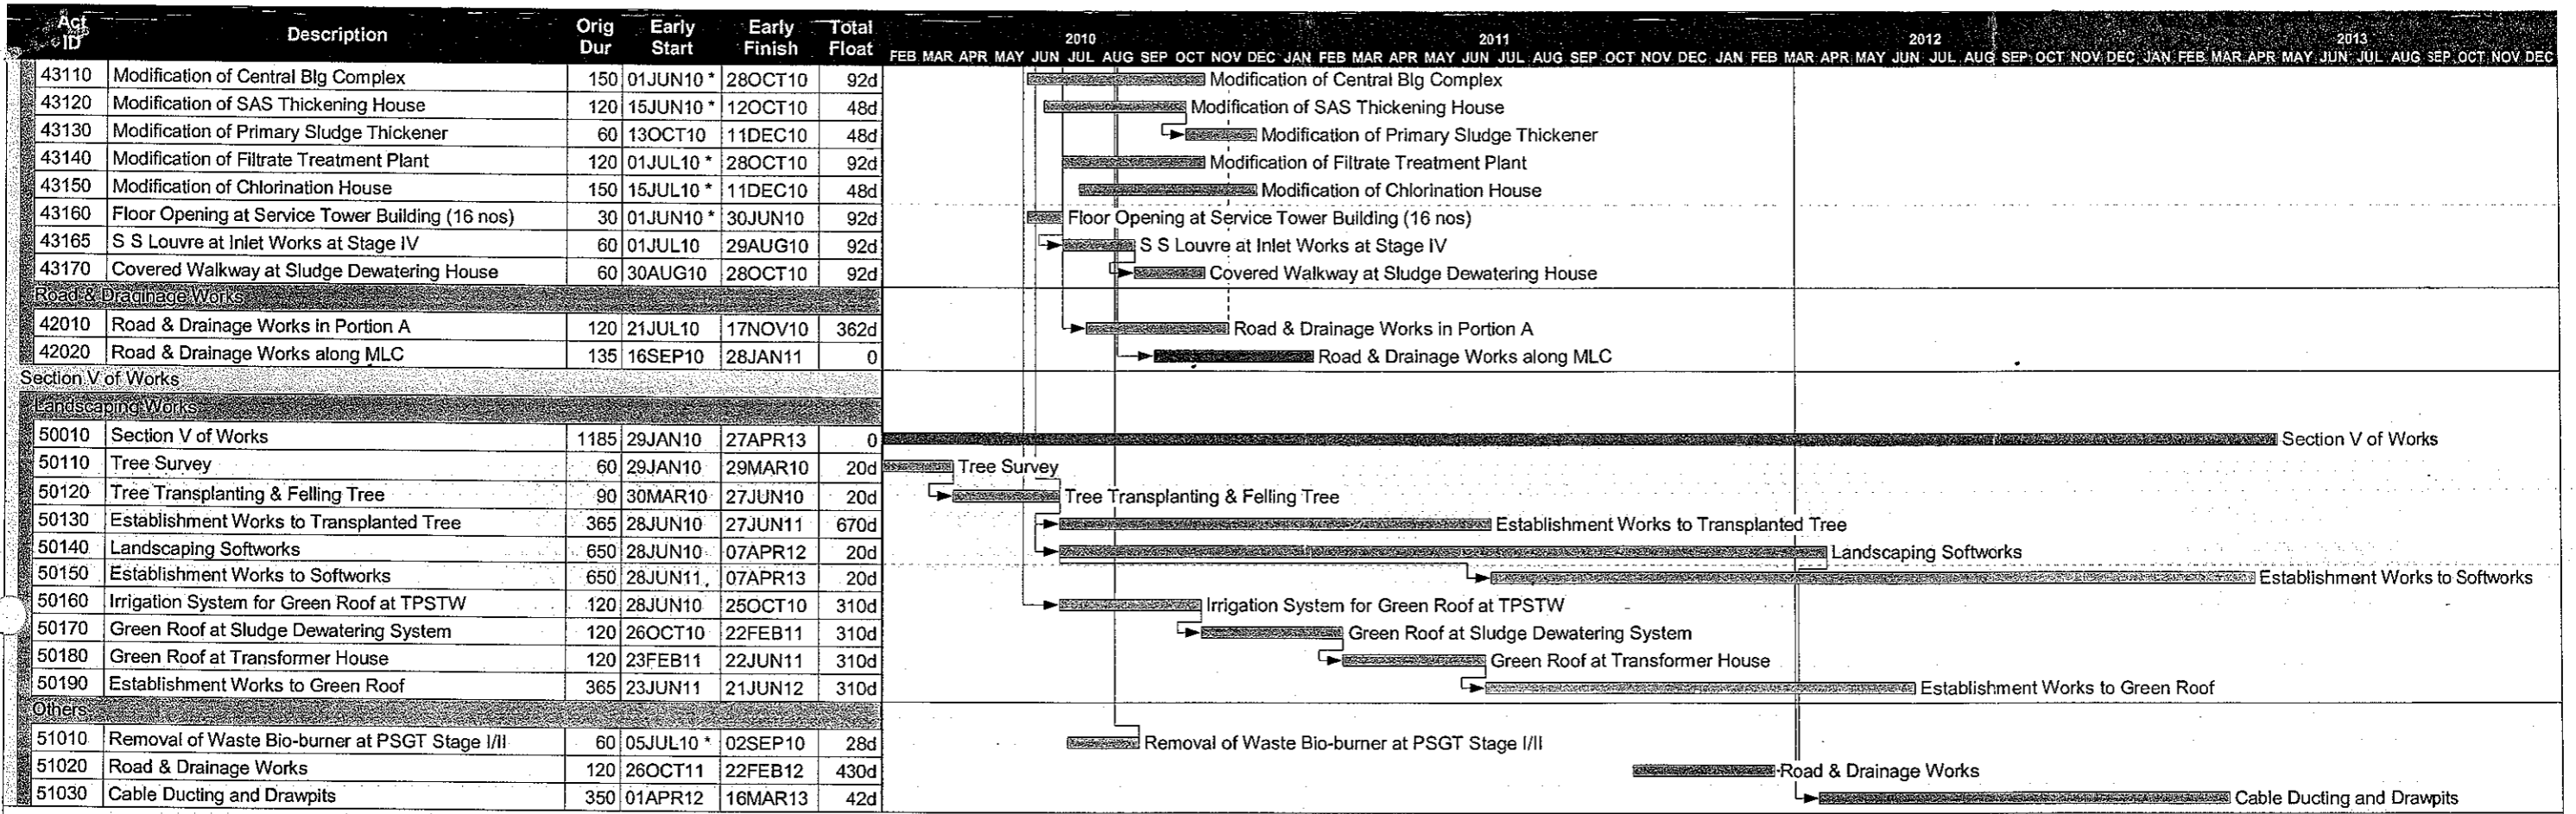 Act ID Description Orig Dur Early Start Early Finish Total Float
2010 2011 2012 2013
FEB MAR APR MAY JUN JUL AUG SEP OCT NOV DEC JAN FEB MAR APR MAY JUN JUL AUG SEP OCT NOV DEC JAN FEB MAR APR MAY JUN JUL AUG SEP OCT NOV DEC JAN FEB MAR APR MAY JUN JUL AUG SEP OCT NOV DEC
43110 Modification of Central Blg Complex 150 01JUN10 * 28OCT10 92d Modification of Central Blg Complex
43120 Modification of SAS Thickening House 120 15JUN10 * 12OCT10 48d Modification of SAS Thickening House
43130 Modification of Primary Sludge Thickener 60 13OCT10 11DEC10 48d Modification of Primary Sludge Thickener
43140 Modification of Filtrate Treatment Plant 120 01JUL10 * 28OCT10 92d Modification of Filtrate Treatment Plant
43150 Modification of Chlorination House 150 15JUL10 * 11DEC10 48d Modification of Chlorination House
43160 Floor Opening at Service Tower Building (16 nos) 30 01JUN10 * 30JUN10 92d Floor Opening at Service Tower Building (16 nos)
43165 S S Louvre at Inlet Works at Stage IV 60 01JUL10 29AUG10 92d S S Louvre at Inlet Works at Stage IV
43170 Covered Walkway at Sludge Dewatering House 60 30AUG10 28OCT10 92d Covered Walkway at Sludge Dewatering House
Road & Draginage Works
42010 Road & Drainage Works in Portion A 120 21JUL10 17NOV10 362d Road & Drainage Works in Portion A
42020 Road & Drainage Works along MLC 135 16SEP10 28JAN11 0 Road & Drainage Works along MLC
Section V of Works
Landscaping Works
50010 Section V of Works 1185 29JAN10 27APR13 0 Section V of Works
50110 Tree Survey 60 29JAN10 29MAR10 20d Tree Survey
50120 Tree Transplanting & Felling Tree 90 30MAR10 27JUN10 20d Tree Transplanting & Felling Tree
50130 Establishment Works to Transplanted Tree 365 28JUN10 27JUN11 670d Establishment Works to Transplanted Tree
50140 Landscaping Softworks 650 28JUN10 07APR12 20d Landscaping Softworks
50150 Establishment Works to Softworks 650 28JUN11 07APR13 20d Establishment Works to Softworks
50160 Irrigation System for Green Roof at TPSTW 120 28JUN10 25OCT10 310d Irrigation System for Green Roof at TPSTW
50170 Green Roof at Sludge Dewatering System 120 26OCT10 22FEB11 310d Green Roof at Sludge Dewatering System
50180 Green Roof at Transformer House 120 23FEB11 22JUN11 310d Green Roof at Transformer House
50190 Establishment Works to Green Roof 365 23JUN11 21JUN12 310d Establishment Works to Green Roof
Others
51010 Removal of Waste Bio-burner at PSGT Stage I/II 60 05JUL10 * 02SEP10 28d Removal of Waste Bio-burner at PSGT Stage I/II
51020 Road & Drainage Works 120 26OCT11 22FEB12 430d Road & Drainage Works
51030 Cable Ducting and Drawpits 350 01APR12 16MAR13 42d Cable Ducting and Drawpits